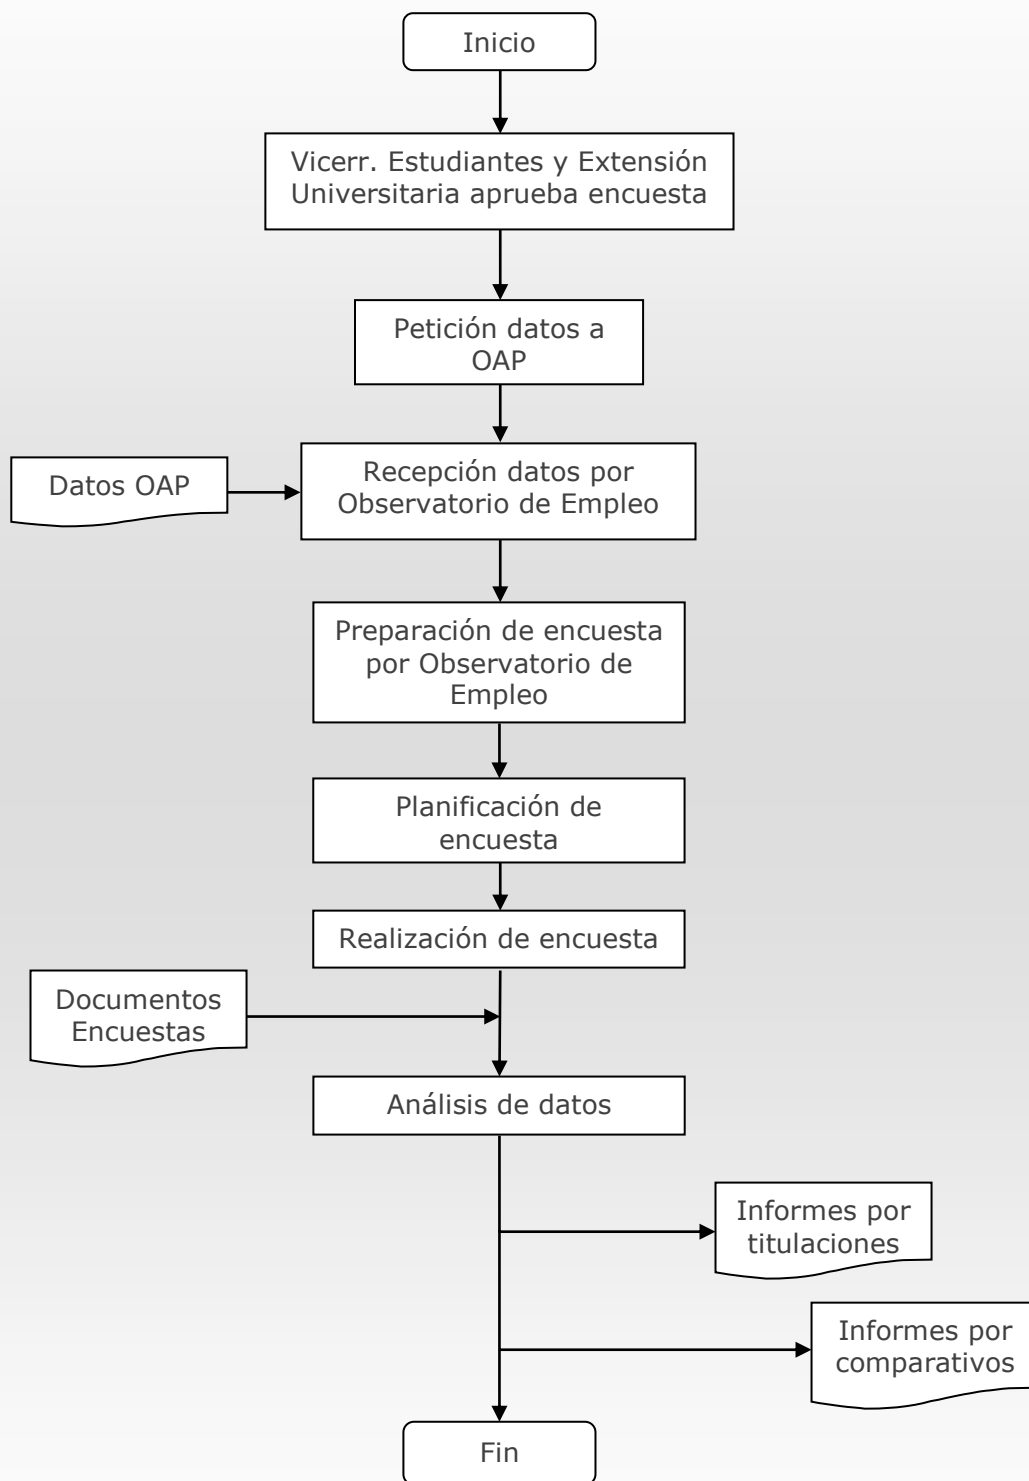 Inicio
Vicerr. Estudiantes y Extensión
Universitaria aprueba encuesta
Petición datos a
OAP
Datos OAP
Recepción datos por
Observatorio de Empleo
Preparación de encuesta
por Observatorio de
Empleo
Planificación de
encuesta
Realización de encuesta
Documentos
Encuestas
Análisis de datos
Informes por
titulaciones
Informes por
comparativos
Fin